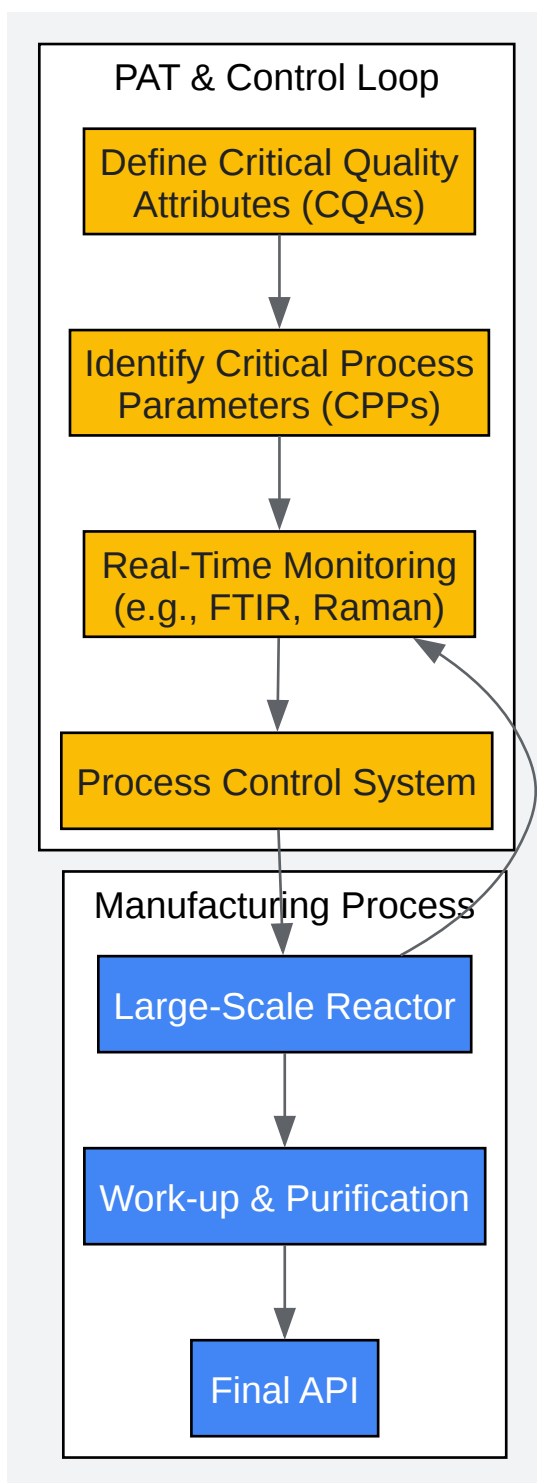 PAT & Control Loop
Define Critical Quality
Attributes (CQAs)
Identify Critical Process
Parameters (CPPs)
Real-Time Monitoring
(e.g., FTIR, Raman)
Process Control System
Manufacturing Process
Large-Scale Reactor
Work-up & Purification
Final API